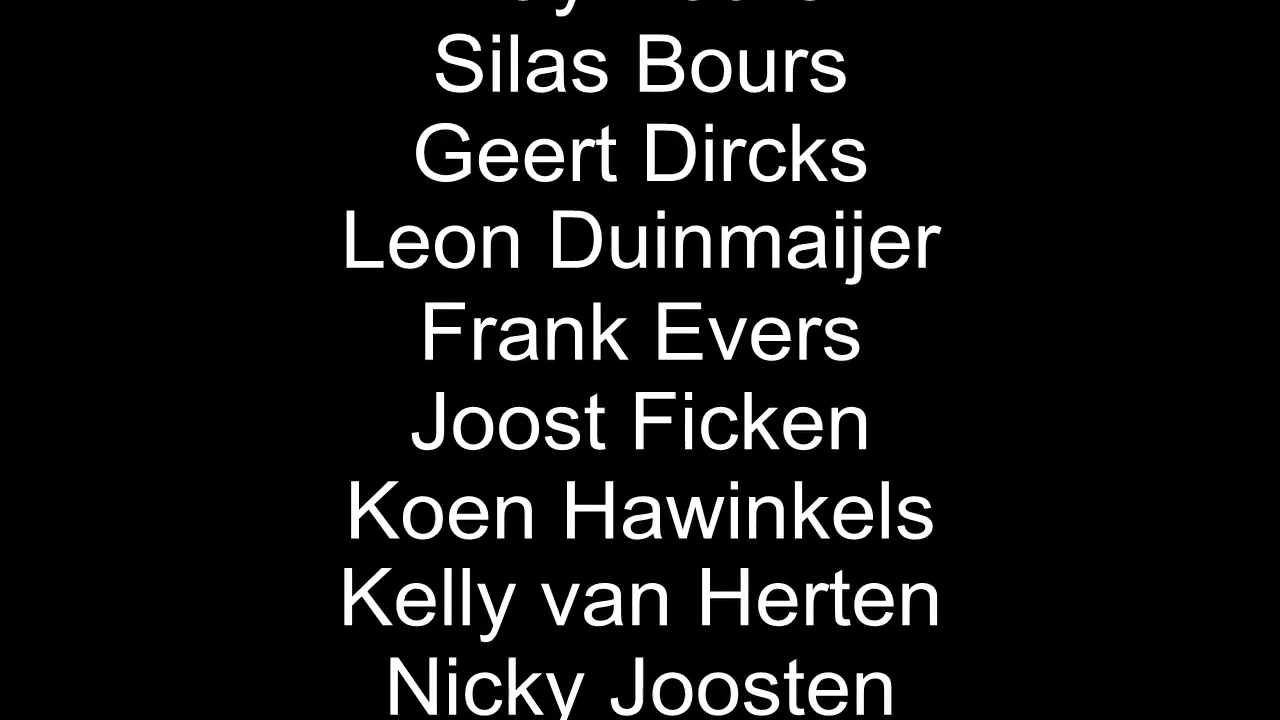 Silas Bours
Geert Dircks
Leon Duinmaijer
Frank Evers
Joost Ficken
Koen Hawinkels
Kelly van Herten
Nicky Joosten